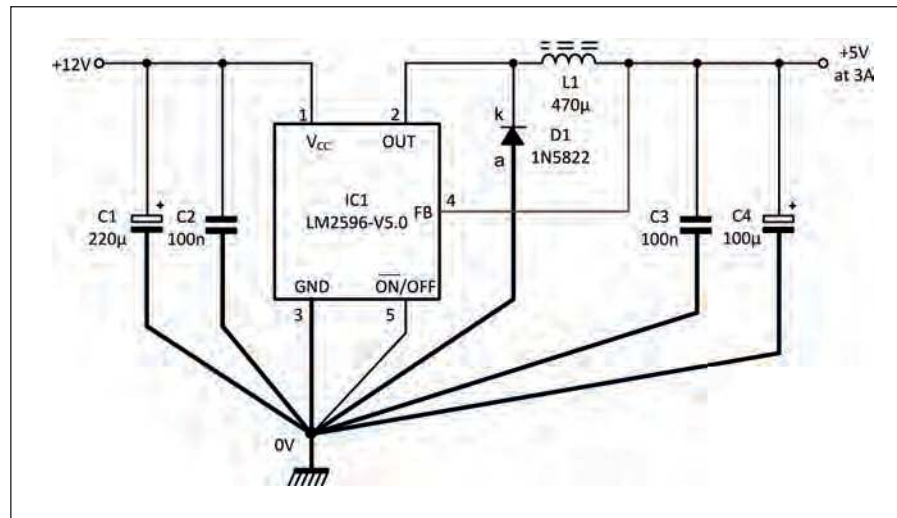 +12V
+5V
at 3A
L1
470μ
1
2
VCC
OUT
k
D1
a
1N5822
IC1
LM2596-V5.0
FB
4
C1
220μ
+
C2
100n
C3
100n
C4
100μ
+
GND
ON/OFF
3
5
0V